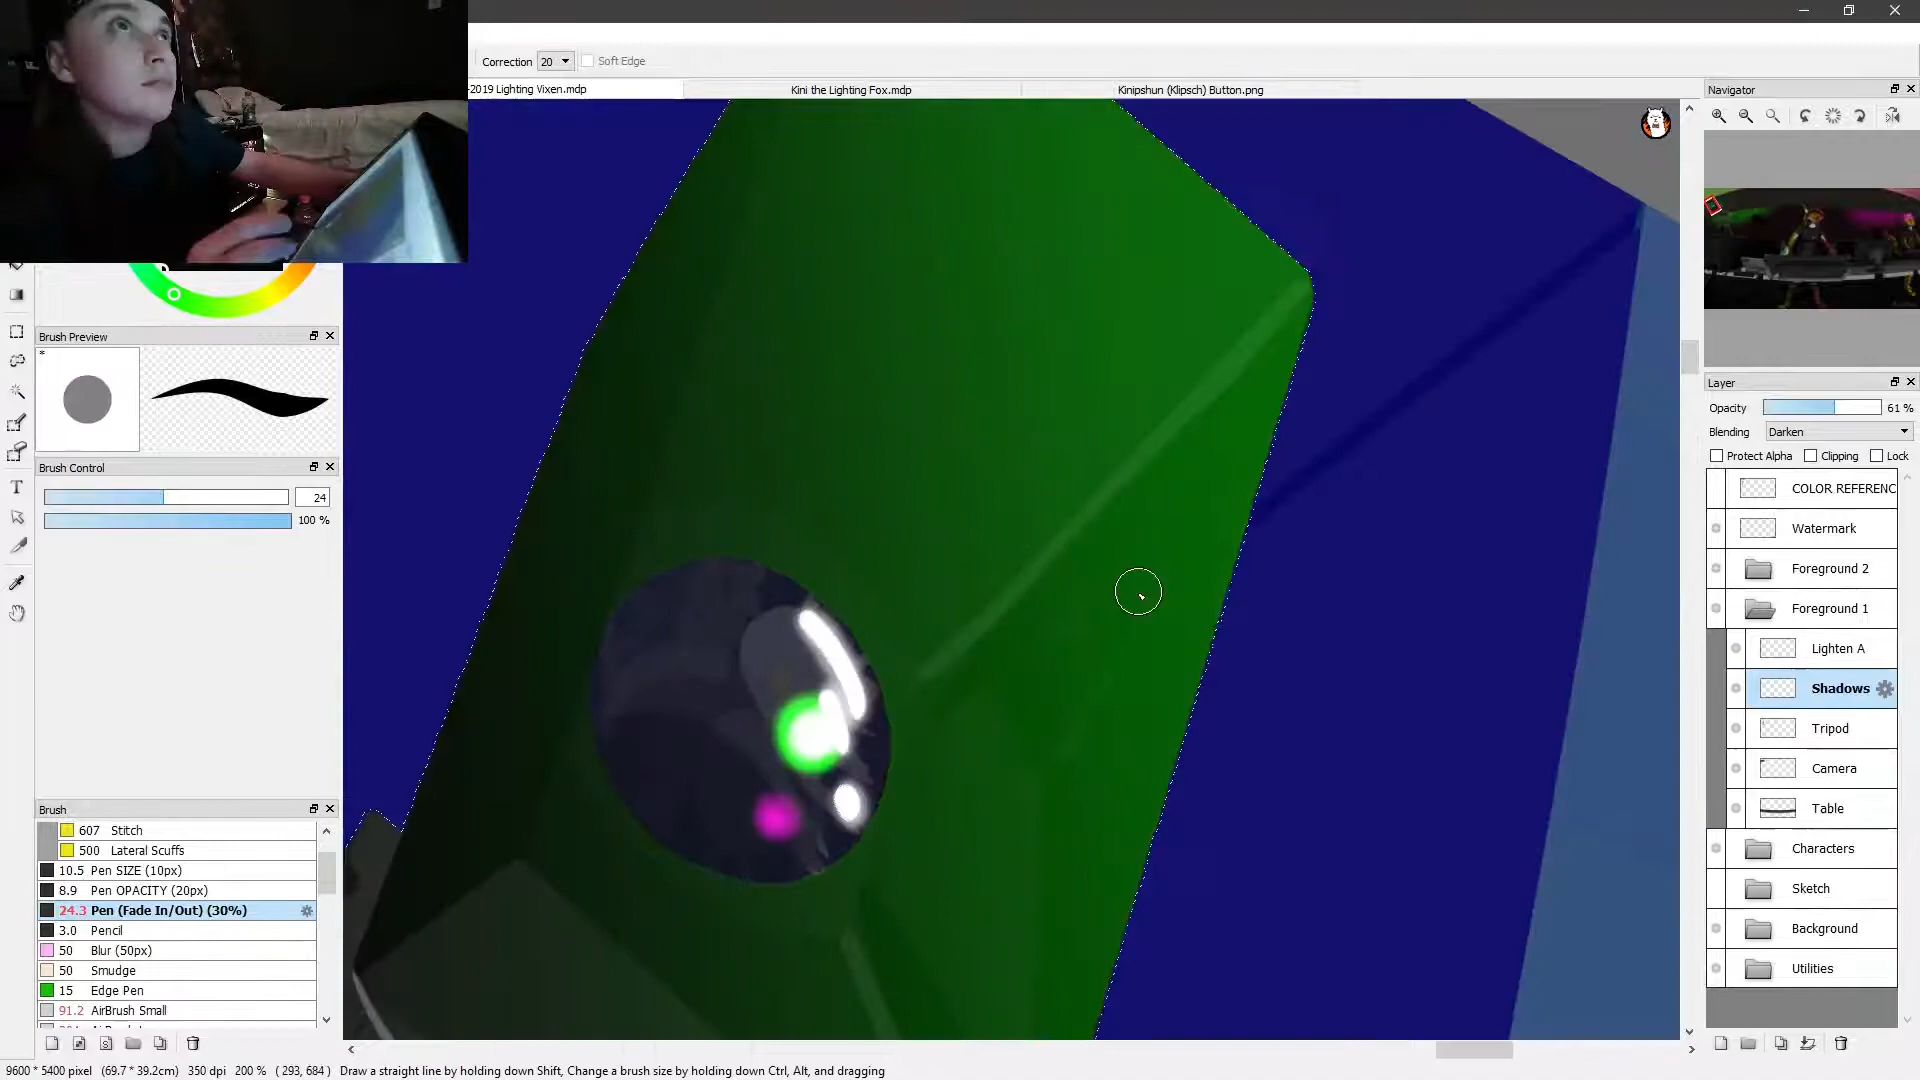 Correction 20 Soft Edge
-2019 Lighting Vixen.mdp
Kini the Lighting Fox.mdp
Kinipshun (Klipsch) Button.png
Navigator
Brush Preview
*
Brush Control
24
100 %
Brush
607 Stitch
500 Lateral Scuffs
10.5 Pen SIZE (10px)
8.9 Pen OPACITY (20px)
24.3 Pen (Fade In/Out) (30%)
3.0 Pencil
50 Blur (50px)
50 Smudge
15 Edge Pen
91.2 AirBrush Small
Layer
Opacity 61 %
Blending Darken
Protect Alpha Clipping Lock
COLOR REFERENC
Watermark
Foreground 2
Foreground 1
Lighten A
Shadows
Tripod
Camera
Table
Characters
Sketch
Background
Utilities
9600 * 5400 pixel (69.7 * 39.2cm) 350 dpi 200 % ( 293, 684 ) Draw a straight line by holding down Shift, Change a brush size by holding down Ctrl, Alt, and dragging